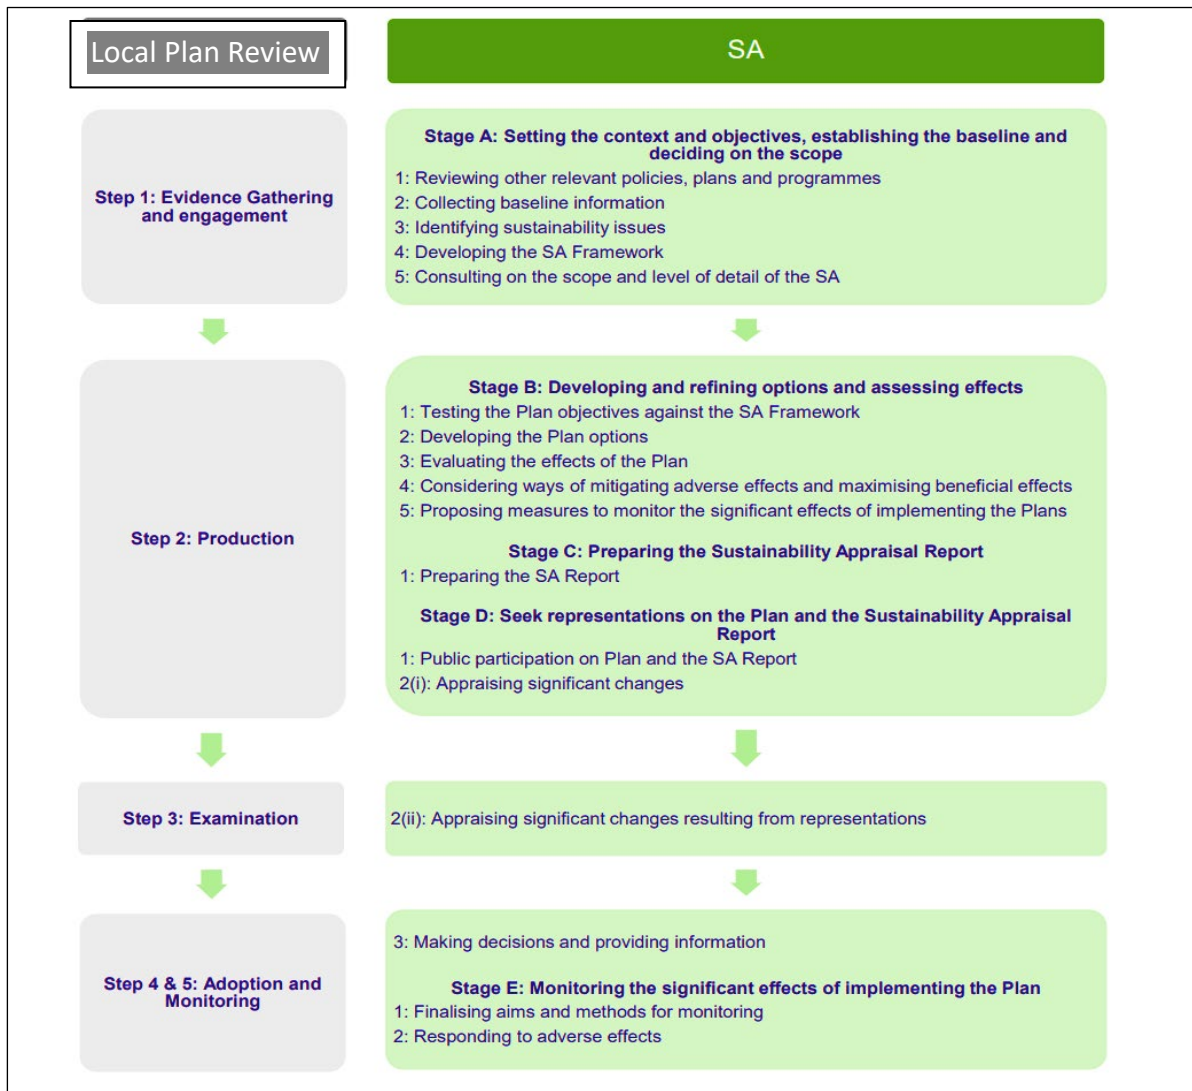 Local Plan Review
SA
Step 1: Evidence Gathering
and engagement
Stage A: Setting the context and objectives, establishing the baseline and
deciding on the scope
1: Reviewing other relevant policies, plans and programmes
2: Collecting baseline information
3: Identifying sustainability issues
4: Developing the SA Framework
5: Consulting on the scope and level of detail of the SA
Step 2: Production
Stage B: Developing and refining options and assessing effects
1: Testing the Plan objectives against the SA Framework
2: Developing the Plan options
3: Evaluating the effects of the Plan
4: Considering ways of mitigating adverse effects and maximising beneficial effects
5: Proposing measures to monitor the significant effects of implementing the Plans
Stage C: Preparing the Sustainability Appraisal Report
1: Preparing the SA Report
Stage D: Seek representations on the Plan and the Sustainability Appraisal
Report
1: Public participation on Plan and the SA Report
2(i): Appraising significant changes
Step 3: Examination
2(ii): Appraising significant changes resulting from representations
Step 4 & 5: Adoption and
Monitoring
3: Making decisions and providing information
Stage E: Monitoring the significant effects of implementing the Plan
1: Finalising aims and methods for monitoring
2: Responding to adverse effects